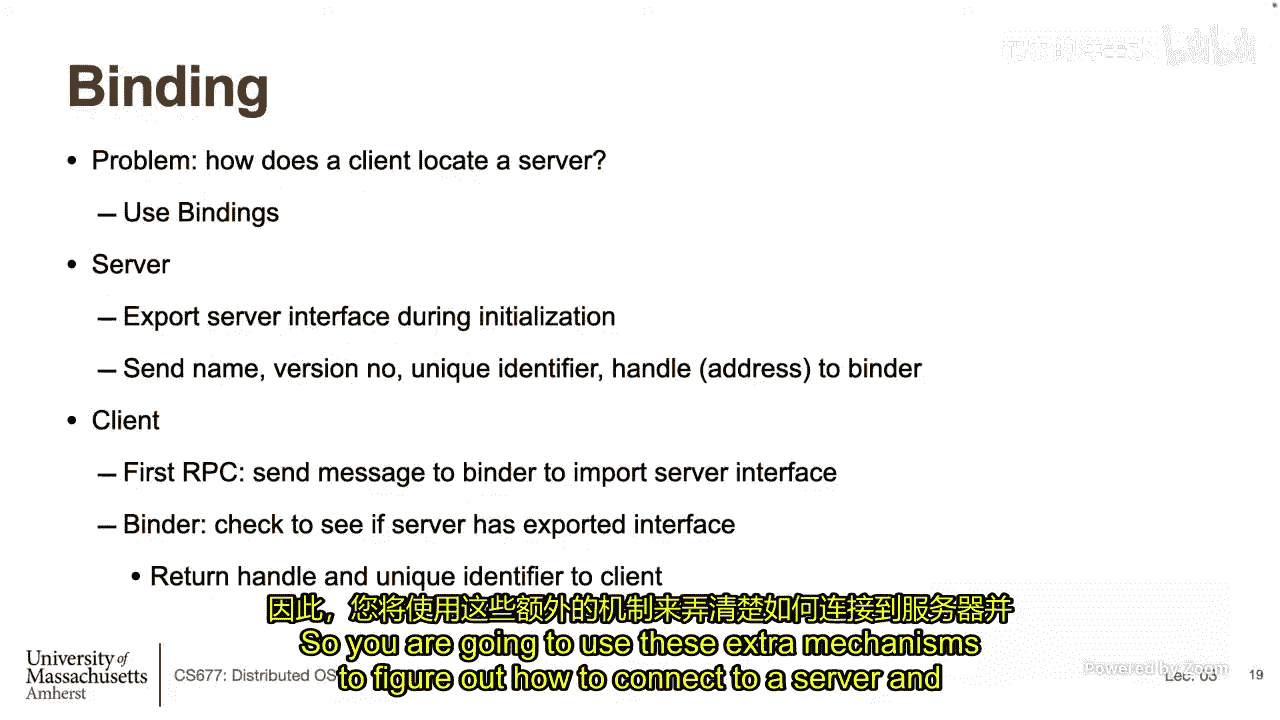 Binding
• Problem: how does a client locate a server?
– Use Bindings
• Server
– Export server interface during initialization
– Send name, version no, unique identifier, handle (address) to binder
• Client
– First RPC: send message to binder to import server interface
– Binder: check to see if server has exported interface
• Return handle and unique identifier to client
因此，您将使用这些额外的机制来弄清楚如何连接到服务器并
So you are going to use these extra mechanisms
to figure out how to connect to a server and
University of
Massachusetts
Amherst
CS677: Distributed OS
Powered by Zoom
Lec. 03
19